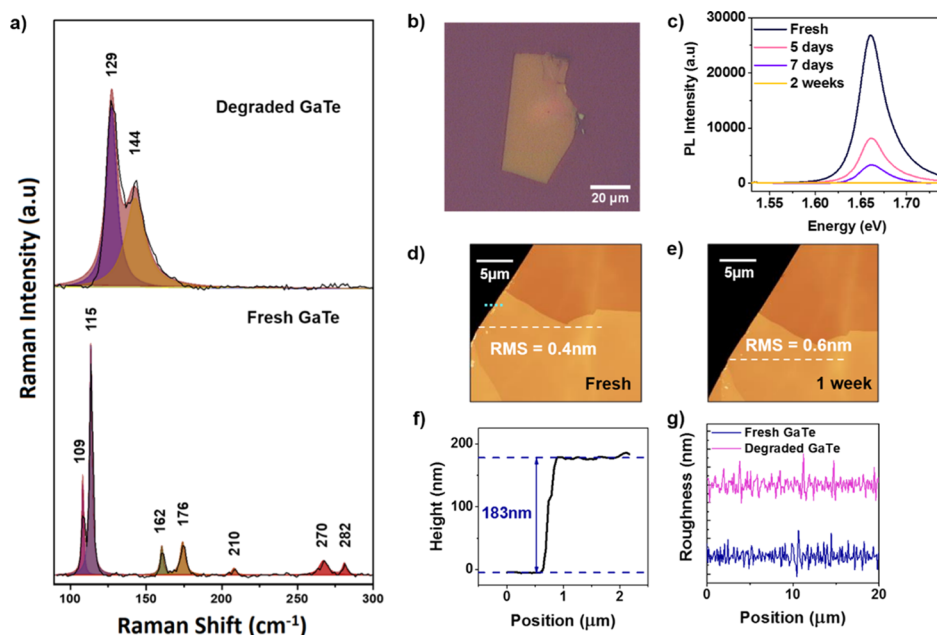 a)
Raman Intensity (a.u)
129
144
Degraded GaTe
Fresh GaTe
109
115
162
176
210
270
282
100 150 200 250 300
Raman Shift (cm⁻¹)
b)
20 μm
c)
PL Intensity (a.u)
30000
20000
10000
0
Fresh
5 days
7 days
2 weeks
1.55 1.60 1.65 1.70
Energy (eV)
d)
5μm
RMS = 0.4nm
Fresh
e)
5μm
RMS = 0.6nm
1 week
f)
Height (nm)
200
100
0
183nm
0 1 2
Position (μm)
g)
Roughness (nm)
Fresh GaTe
Degraded GaTe
0 10 20
Position (μm)